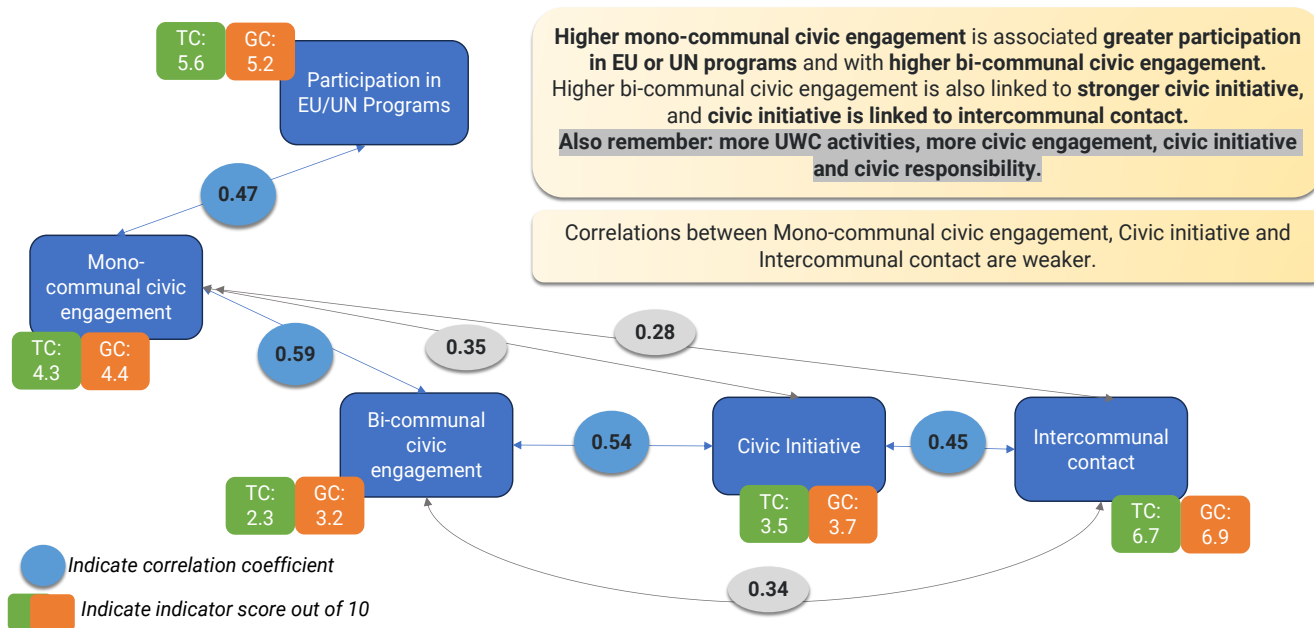 TC:
5.6
GC:
5.2
Participation in
EU/UN Programs
Higher mono-communal civic engagement is associated greater participation
in EU or UN programs and with higher bi-communal civic engagement.
Higher bi-communal civic engagement is also linked to stronger civic initiative,
and civic initiative is linked to intercommunal contact.
Also remember: more UWC activities, more civic engagement, civic initiative
and civic responsibility.
0.47
Correlations between Mono-communal civic engagement, Civic initiative and
Intercommunal contact are weaker.
Mono-
communal civic
engagement
TC:
4.3
GC:
4.4
0.59
0.35
0.28
Bi-communal
civic
engagement
TC:
2.3
GC:
3.2
0.54
Civic Initiative
TC:
3.5
GC:
3.7
0.45
Intercommunal
contact
TC:
6.7
GC:
6.9
0.34
Indicate correlation coefficient
Indicate indicator score out of 10